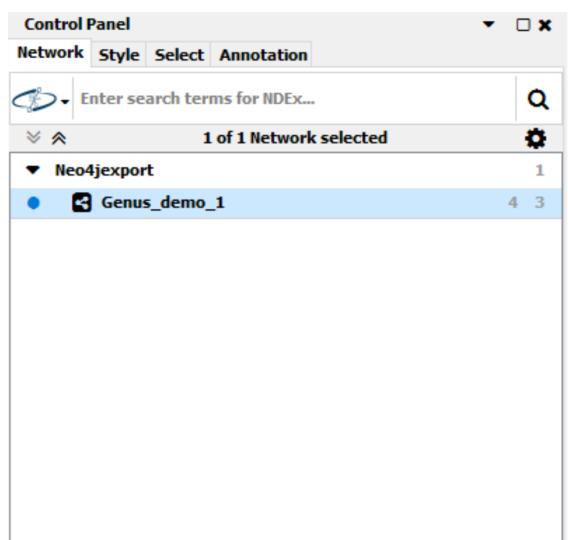 Control Panel
Network Style Select Annotation
Enter search terms for NDEx...
1 of 1 Network selected
Neo4jexport 1
Genus_demo_1 4 3